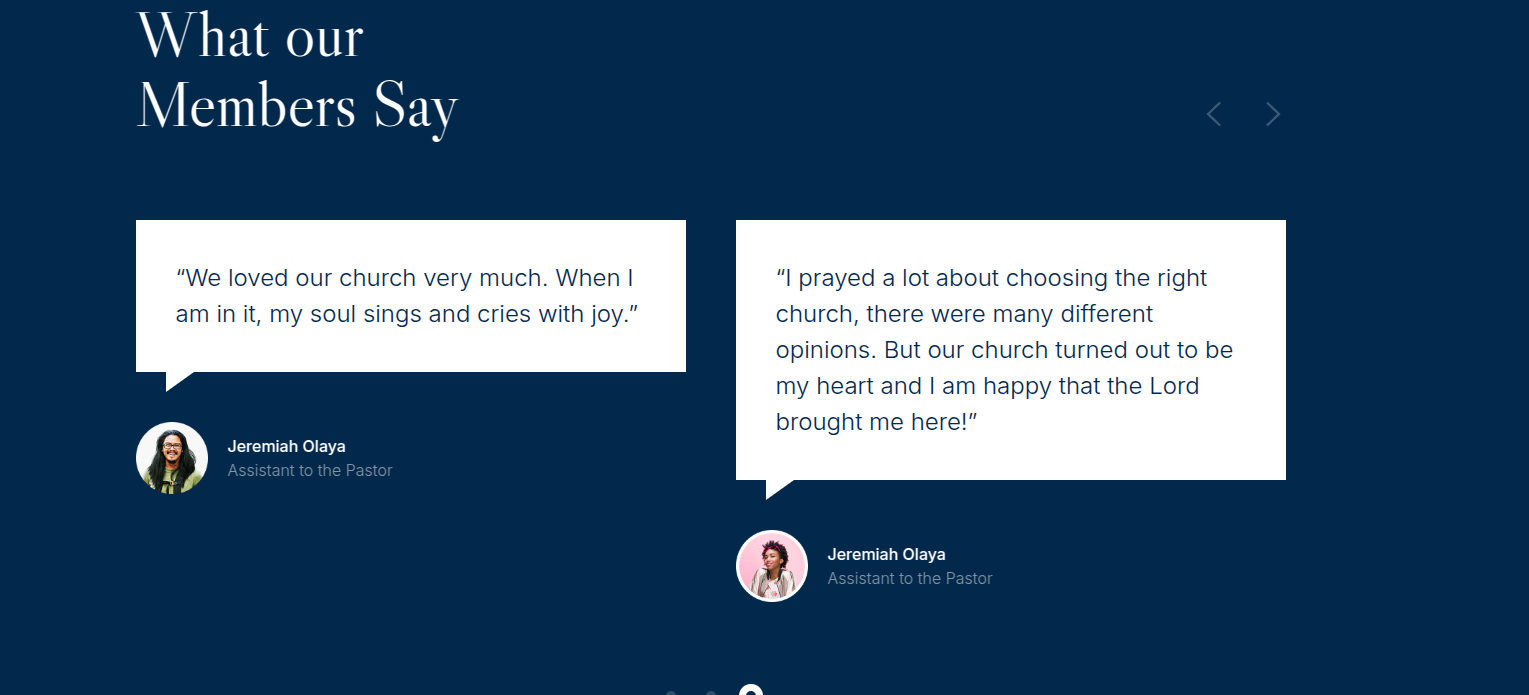 What our
Members Say
“We loved our church very much. When I
am in it, my soul sings and cries with joy.”
Jeremiah Olaya
Assistant to the Pastor
“I prayed a lot about choosing the right
church, there were many different
opinions. But our church turned out to be
my heart and I am happy that the Lord
brought me here!”
Jeremiah Olaya
Assistant to the Pastor